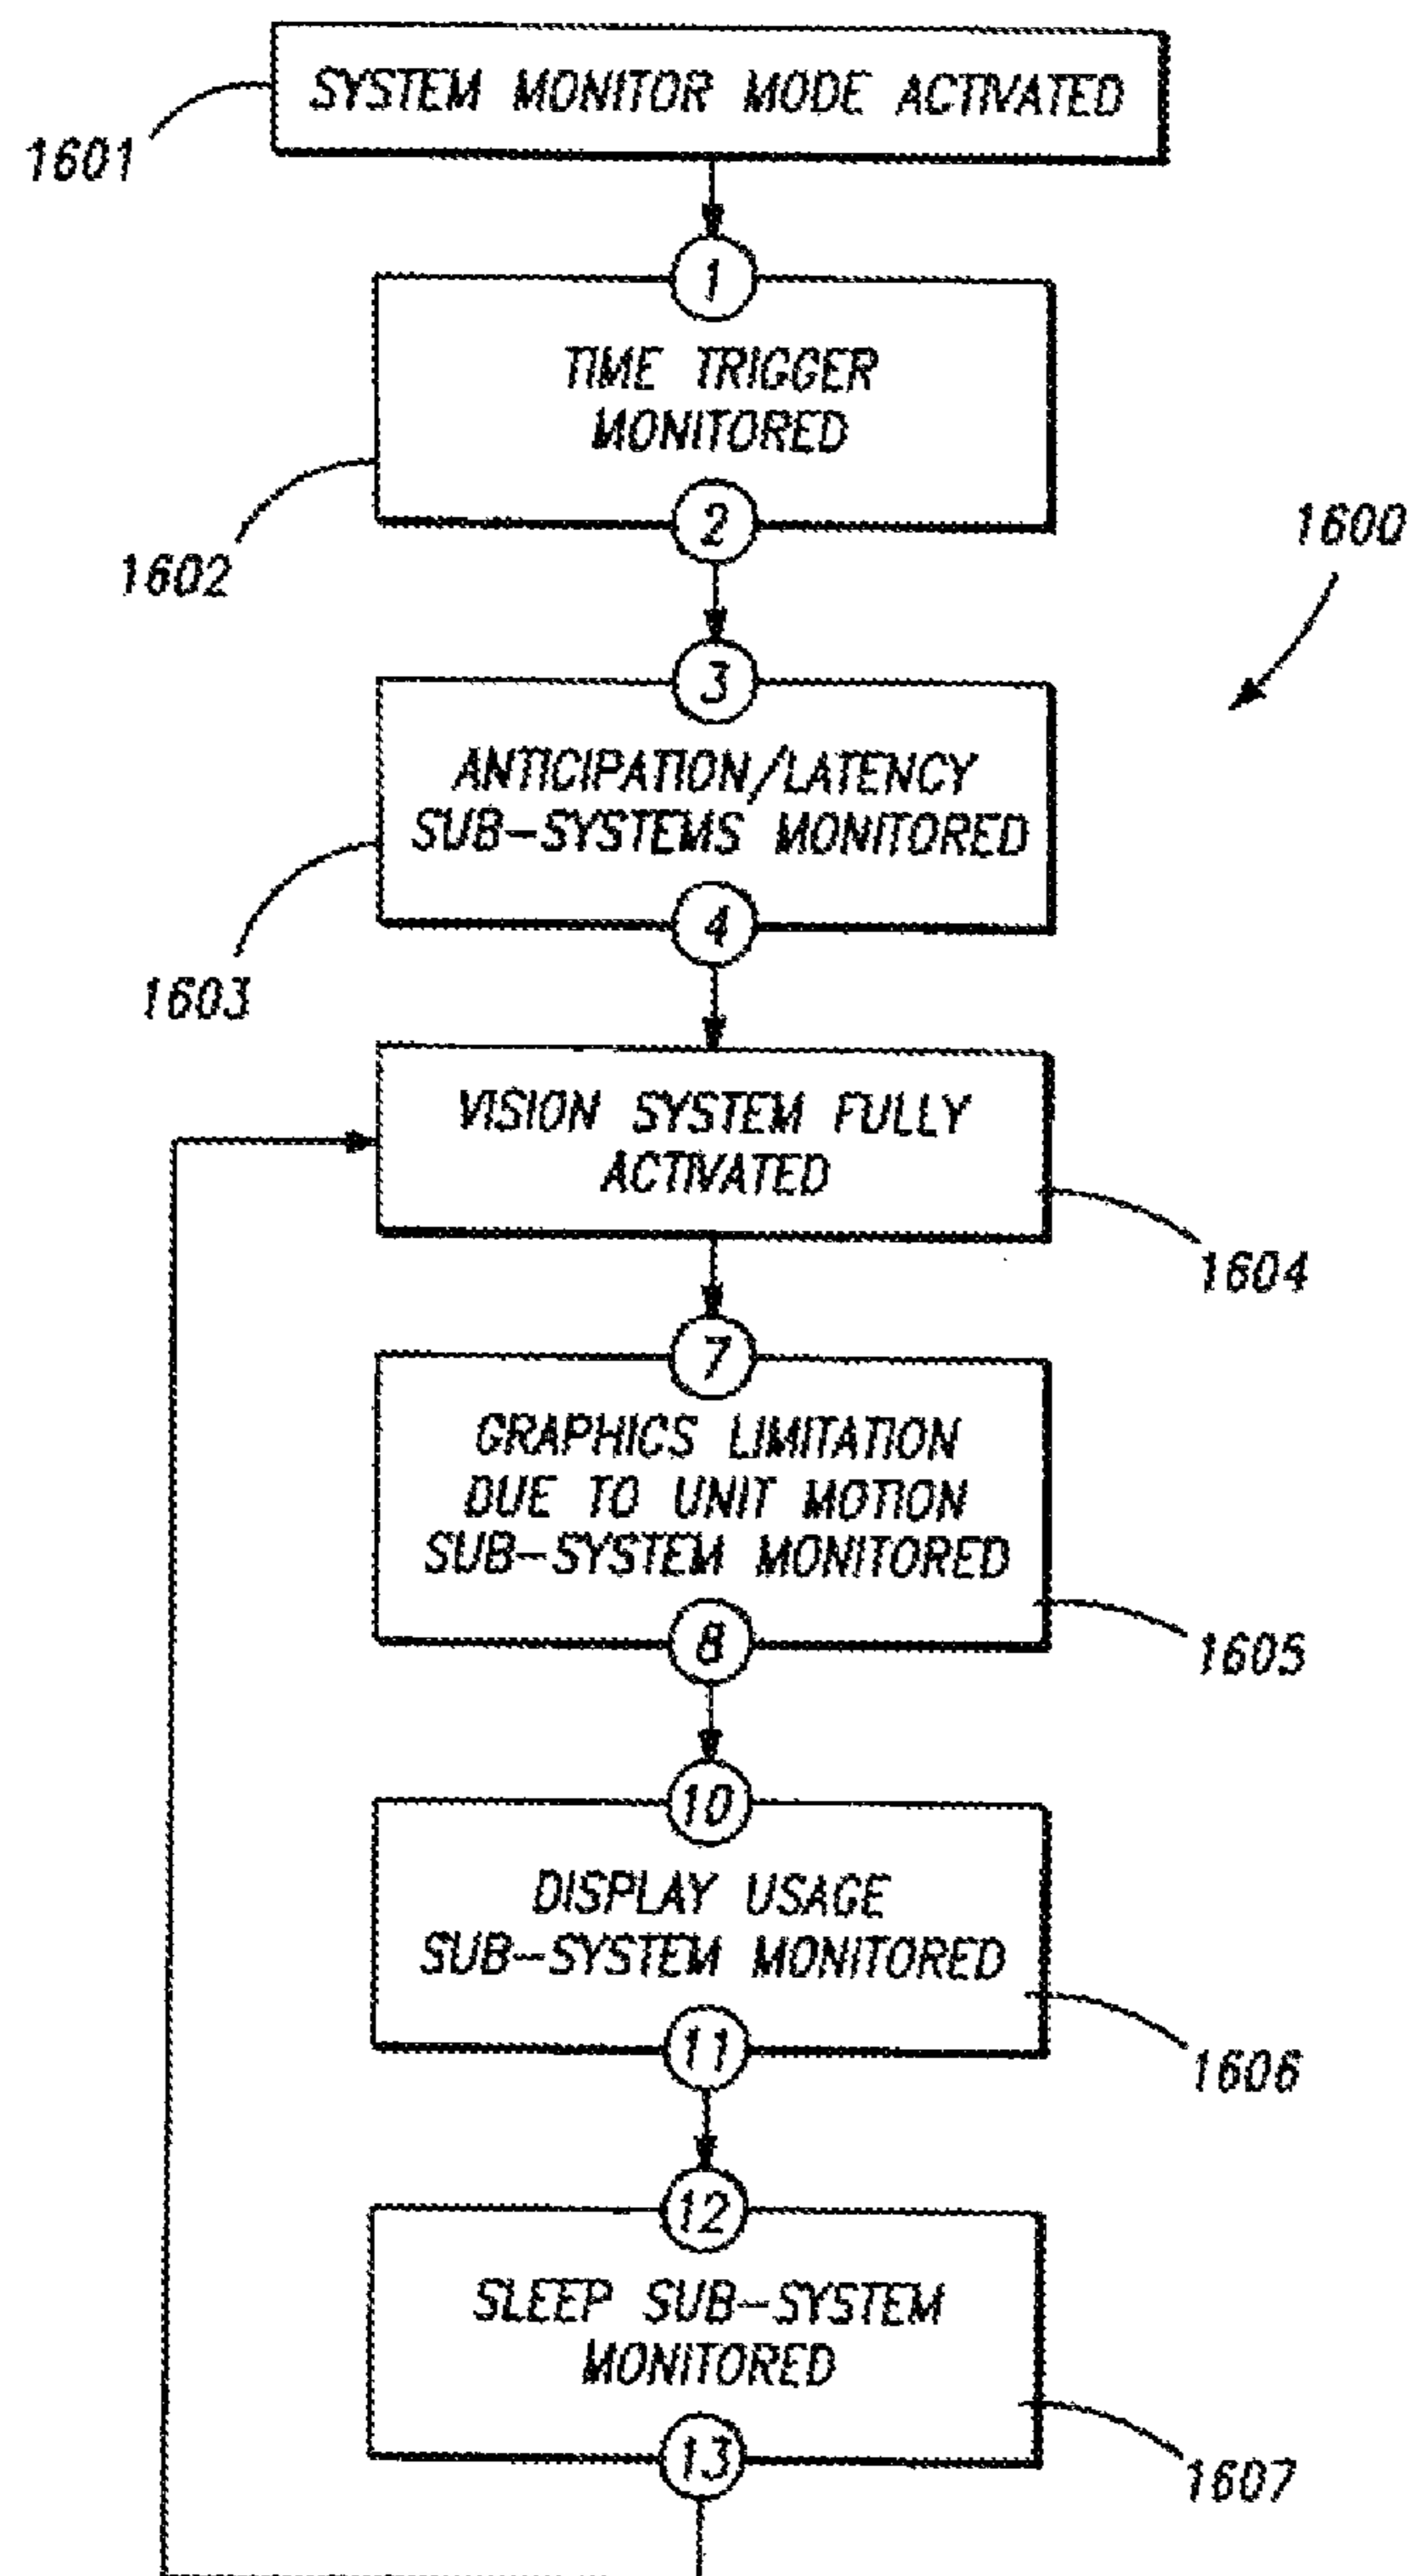 SYSTEM MONITOR MODE ACTIVATED
1601
1
TIME TRIGGER
MONITORED
2
1602
1600
3
ANTICIPATION/LATENCY
SUB-SYSTEMS MONITORED
4
1603
VISION SYSTEM FULLY
ACTIVATED
1604
7
GRAPHICS LIMITATION
DUE TO UNIT MOTION
SUB-SYSTEM MONITORED
8
1605
10
DISPLAY USAGE
SUB-SYSTEM MONITORED
11
1606
12
SLEEP SUB-SYSTEM
MONITORED
13
1607